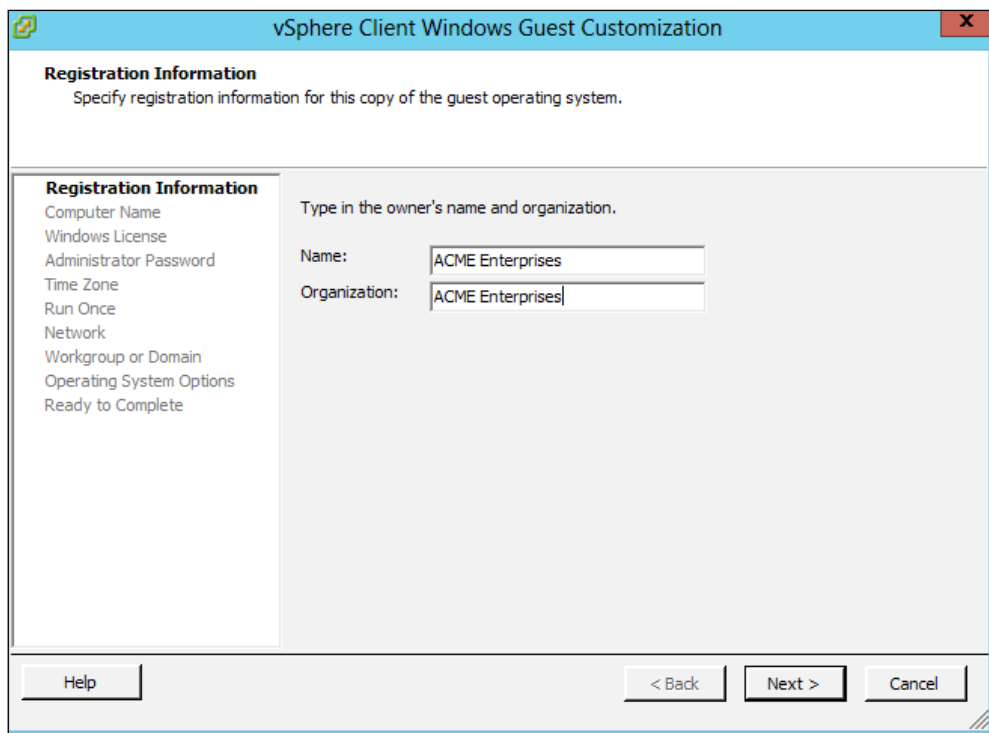 vSphere Client Windows Guest Customization
x
Registration Information
Specify registration information for this copy of the guest operating system.
Registration Information
Computer Name
Windows License
Administrator Password
Time Zone
Run Once
Network
Workgroup or Domain
Operating System Options
Ready to Complete
Type in the owner's name and organization.
Name: ACME Enterprises
Organization: ACME Enterprises
Help
< Back
Next >
Cancel